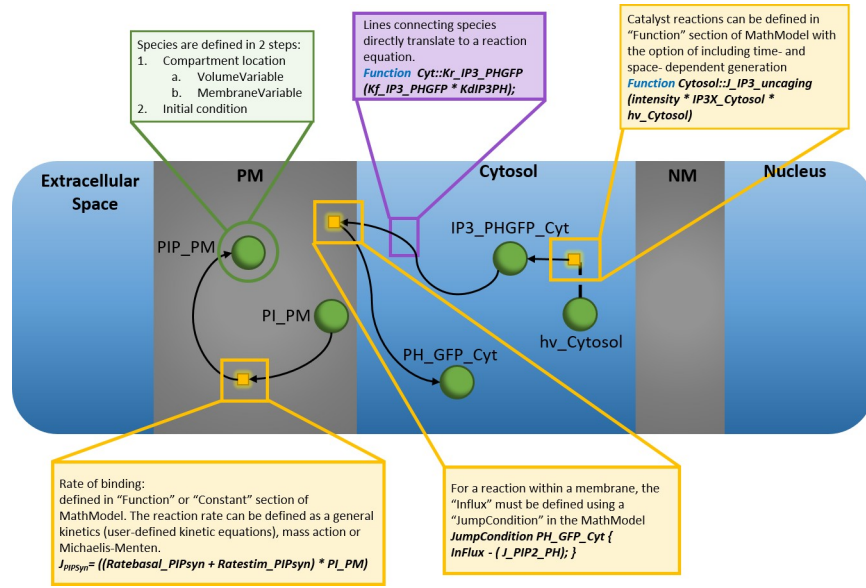 Species are defined in 2 steps:
1. Compartment location
a. VolumeVariable
b. MembraneVariable
2. Initial condition
Lines connecting species
directly translate to a reaction
equation.
Function Cyt::Kr_IP3_PHGFP
(Kf_IP3_PHGFP * KdIP3PH);
Catalyst reactions can be defined in
“Function” section of MathModel with
the option of including time- and
space- dependent generation
Function Cytosol::J_IP3_uncaging
(intensity * IP3X_Cytosol *
hv_Cytosol)
Extracellular
Space
PM
Cytosol
NM
Nucleus
PIP_PM
IP3_PHGFP_Cyt
PI_PM
hv_Cytosol
PH_GFP_Cyt
Rate of binding:
defined in “Function” or “Constant” section of
MathModel. The reaction rate can be defined as a general
kinetics (user-defined kinetic equations), mass action or
Michaelis-Menten.
J_PIPSyn= ((Ratebasal_PIPsyn + Ratestim_PIPsyn) * PI_PM)
For a reaction within a membrane, the
“Influx” must be defined using a
“JumpCondition” in the MathModel
JumpCondition PH_GFP_Cyt {
InFlux - ( J_PIP2_PH); }